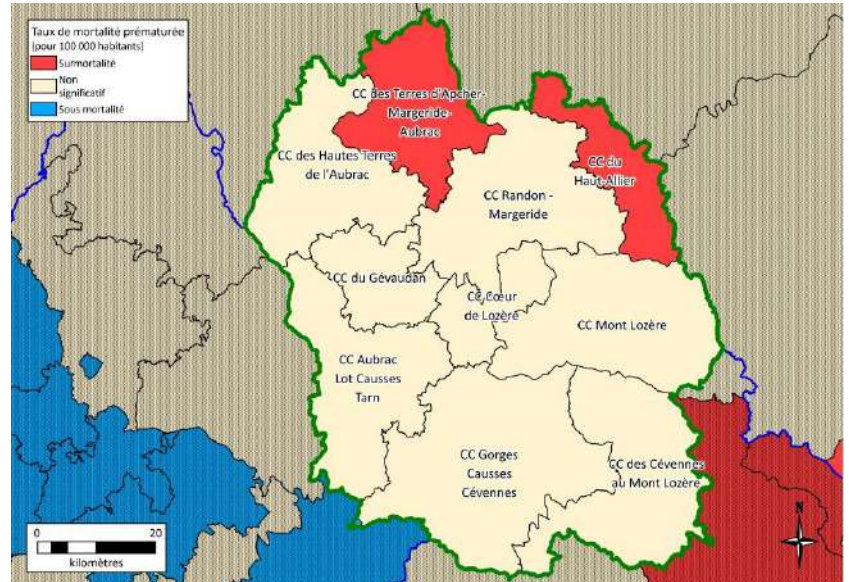 Taux de mortalité prématurée
(pour 100 000 habitants)
Surmortalité
Non
significatif
Sous mortalité
CC des Terres d'Apcher-
Margeride-
Aubrac
CC des Hautes Terres
de l'Aubrac
CC du
Haut-Allier
CC Randon -
Margeride
CC du Gévaudan
CC Cœur
de Lozère
CC Mont Lozère
CC Aubrac
Lot Causses
Tarn
CC Gorges
Causses
Cévennes
CC des Cévennes
au Mont Lozère
0 20
kilomètres
N